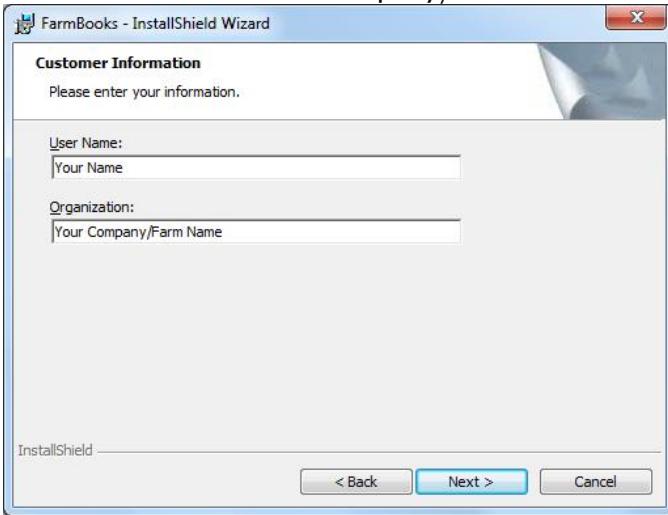 FarmBooks - InstallShield Wizard
Customer Information
Please enter your information.
User Name:
Your Name
Organization:
Your Company/Farm Name
InstallShield
< Back Next > Cancel